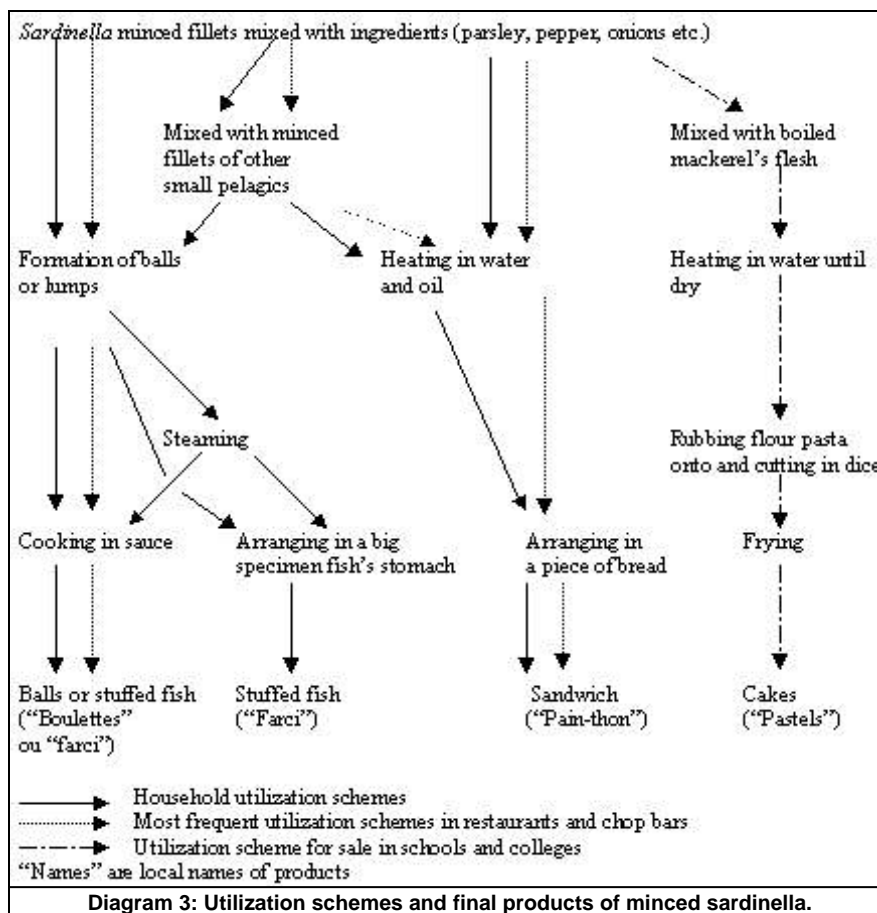 Sardinella minced fillets mixed with ingredients (parsley, pepper, onions etc.)
Mixed with minced
fillets of other
small pelagics
Mixed with boiled
mackerel's flesh
Formation of balls
or lumps
Heating in water
and oil
Heating in water until
dry
Steaming
Rubbing flour pasta
onto and cutting in dice
Cooking in sauce
Arranging in a big
specimen fish's stomach
Arranging in
a piece of bread
Frying
Balls or stuffed fish
("Boulettes"
ou "farci")
Stuffed fish
("Farci")
Sandwich
("Pain-thon")
Cakes
("Pastels")
Household utilization schemes
Most frequent utilization schemes in restaurants and chop bars
Utilization scheme for sale in schools and colleges
"Names" are local names of products
Diagram 3: Utilization schemes and final products of minced sardinella.